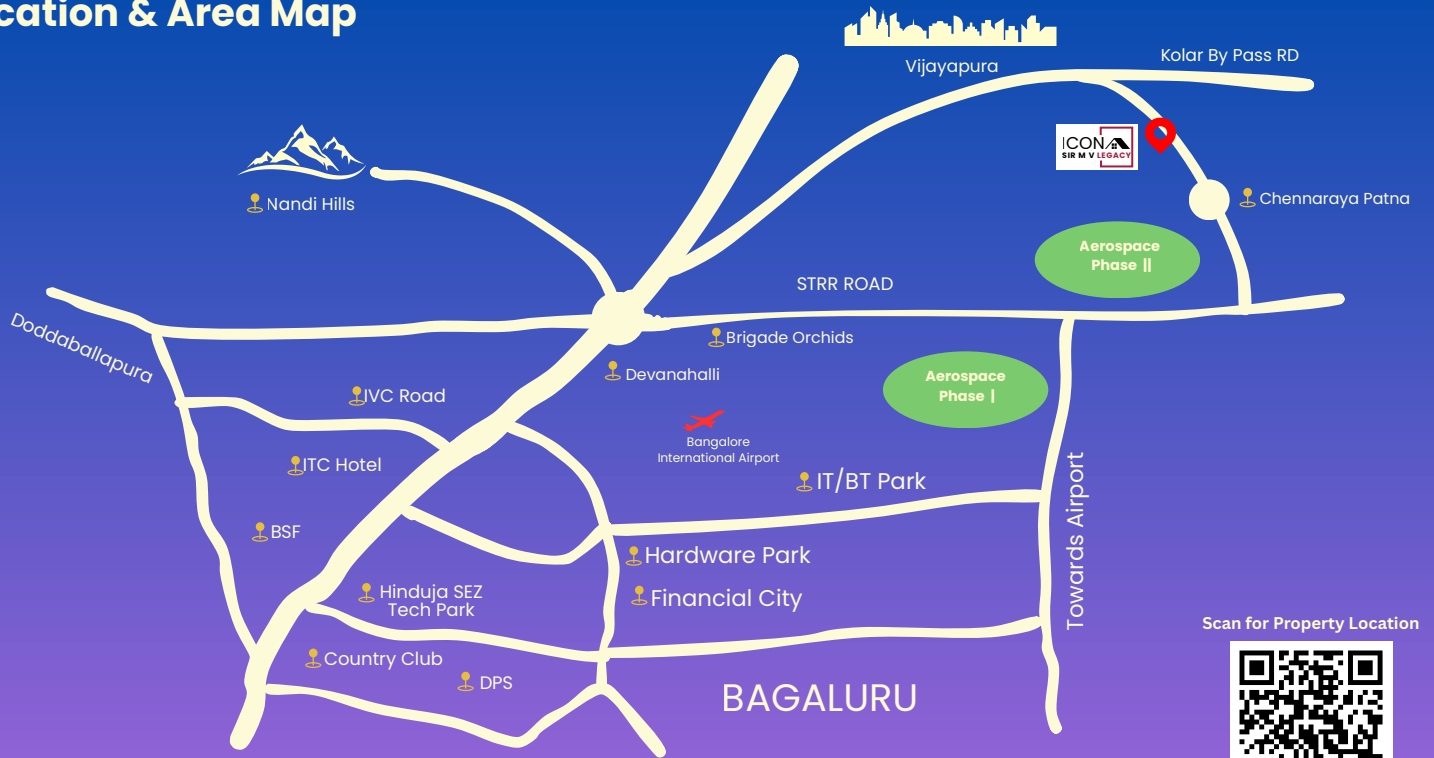 cation & Area Map
Vijayapura
Kolar By Pass RD
ICON
SIR M V LEGACY
Nandi Hills
Chennaraya Patna
Aerospace
Phase ||
STRR ROAD
Doddaballapura
Brigade Orchids
Devanahalli
Aerospace
Phase |
IVC Road
Bangalore
International Airport
ITC Hotel
IT/BT Park
BSF
Towards Airport
Hardware Park
Hinduja SEZ
Tech Park
Financial City
Scan for Property Location
Country Club
DPS
BAGALURU